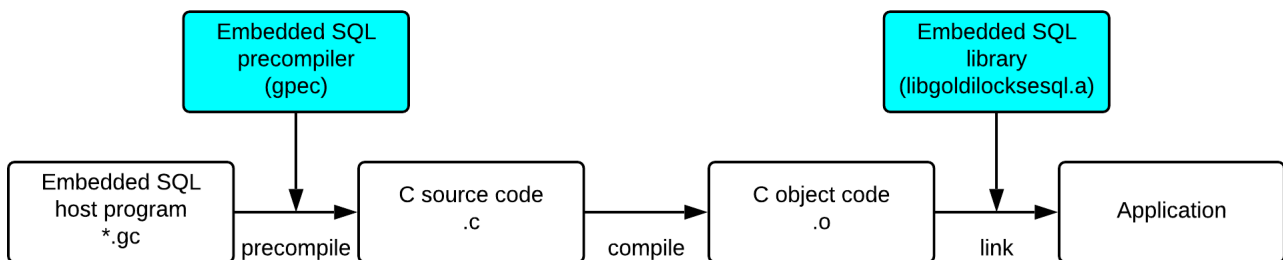 Embedded SQL
precompiler
(gpec)
Embedded SQL
library
(libgoldilocksesql.a)
Embedded SQL
host program
*.gc
precompile
C source code
.c
compile
C object code
.o
link
Application